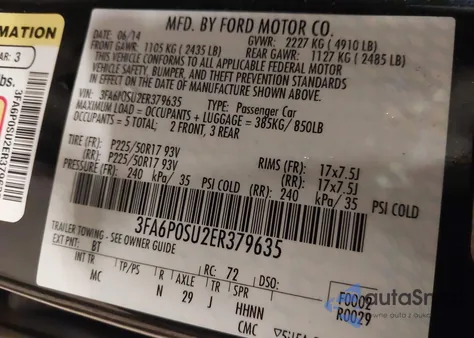 MFD. BY FORD MOTOR CO.
DATE: 06/14 GVWR: 2227 KG (4910 LB)
FRONT GAWR: 1105 KG (2435 LB) REAR GAWR: 1127 KG (2485 LB)
THIS VEHICLE CONFORMS TO ALL APPLICABLE FEDERAL MOTOR
VEHICLE SAFETY, BUMPER, AND THEFT PREVENTION STANDARDS
IN EFFECT ON THE DATE OF MANUFACTURE SHOWN ABOVE.
VIN: 3FA6P0SU2ER379635 TYPE: Passenger Car
MAXIMUM LOAD = OCCUPANTS + LUGGAGE = 385KG/850LB
OCCUPANTS = 5 TOTAL: 2 FRONT, 3 REAR
TIRE (FR): P225/50R17 93V RIMS (FR): 17x7.5J
(RR): P225/50R17 93V (RR): 17x7.5J
PRESSURE (FR): 240 kPa/ 35 PSI COLD (RR): 240 kPa/ 35 PSI COLD
3FA6P0SU2ER379635
TRAILER TOWING - SEE OWNER GUIDE
EXT PNT: BT RC: 72 DSO:
INT TR TP/PS R AXLE TR SPR
MC N 29 J HHNN
CMC
F0002
R0029
MATION
AR: 3
bs.